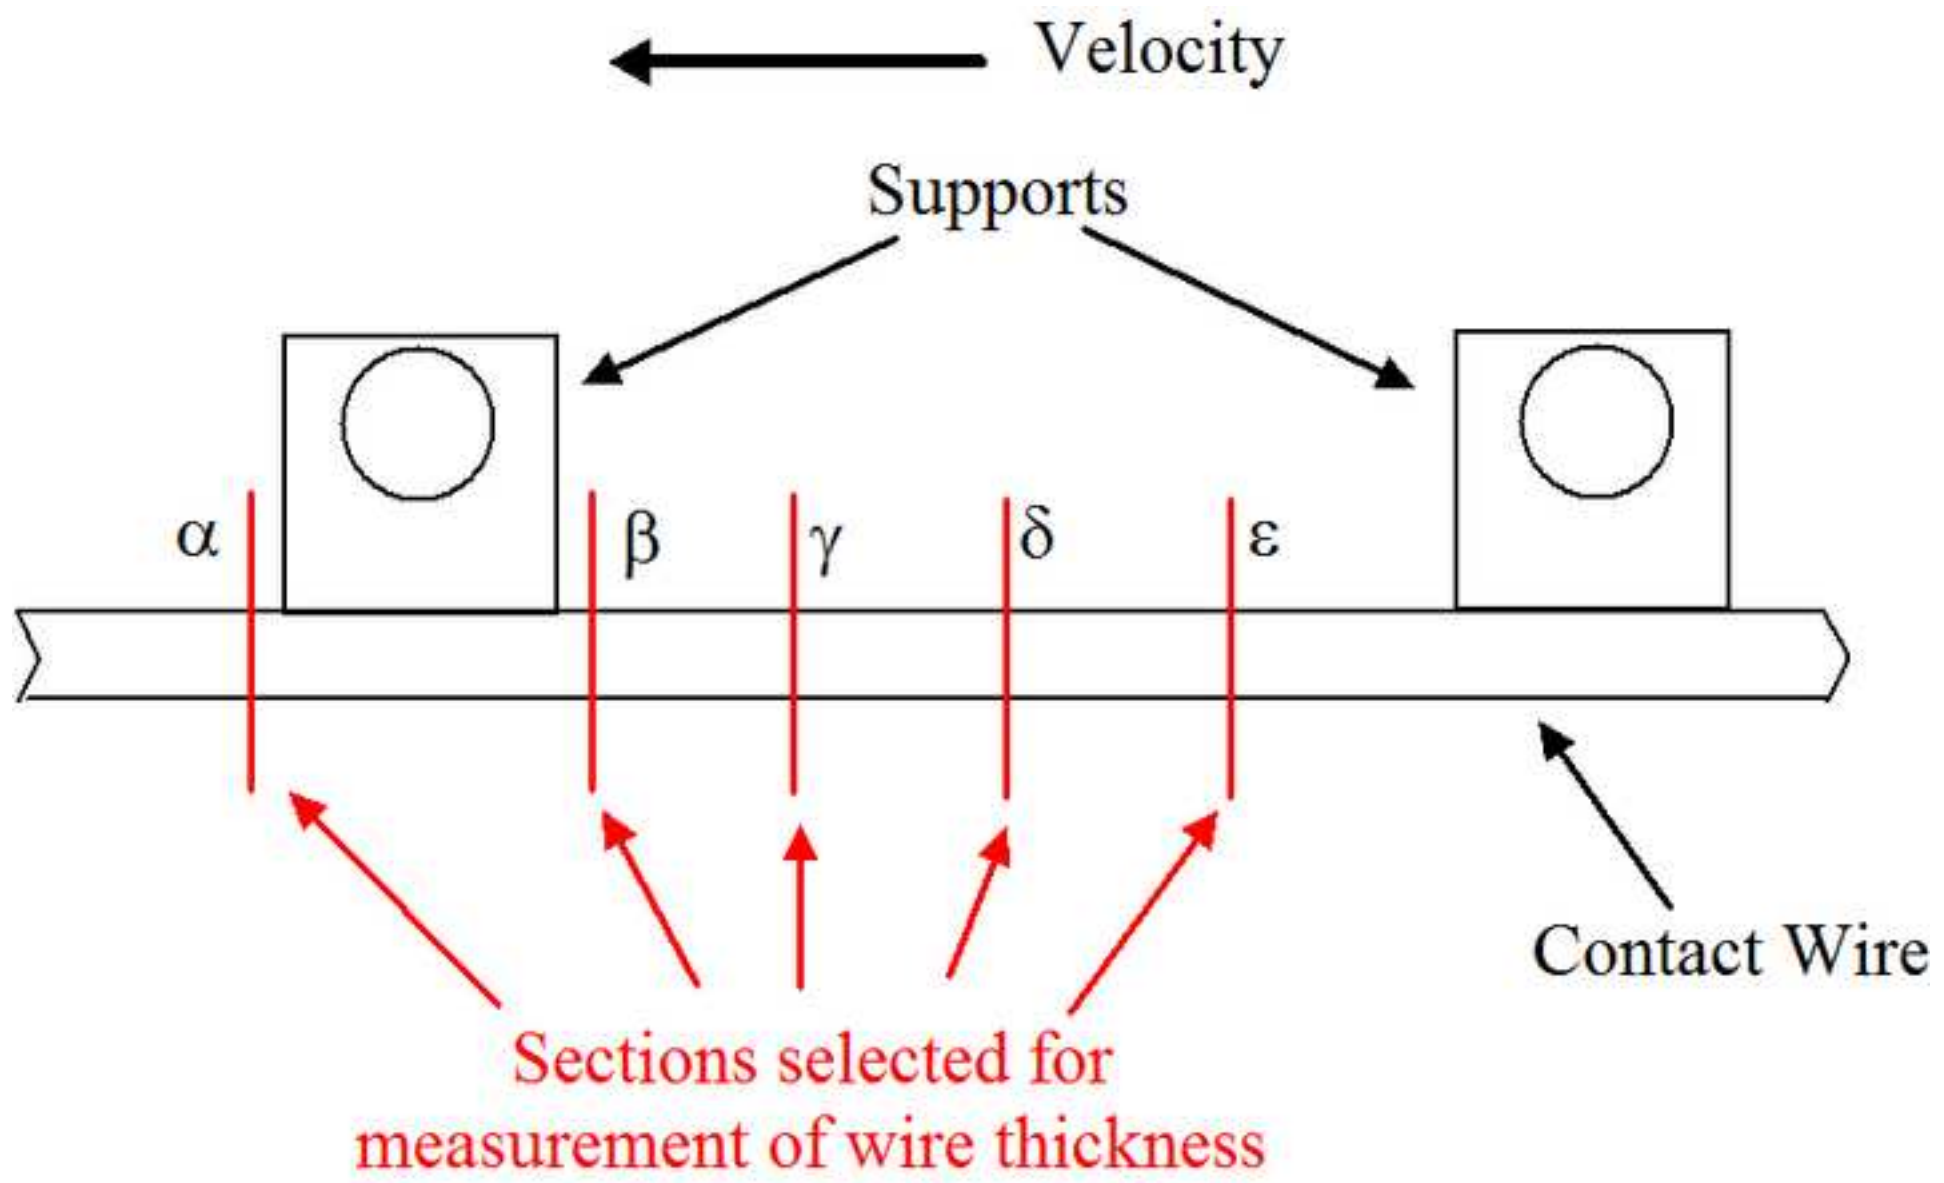 Velocity
Supports
α
β
γ
δ
ε
Contact Wire
Sections selected for
measurement of wire thickness